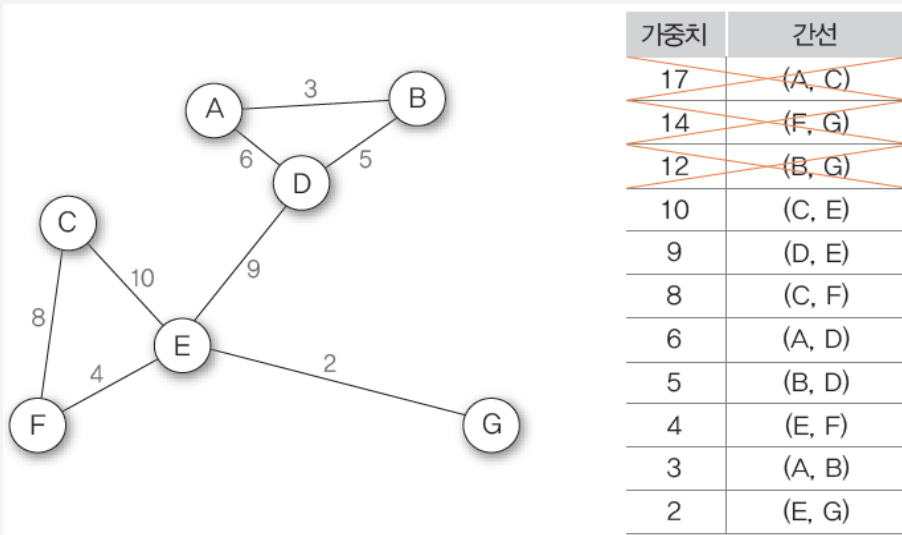 A
3
B
6
5
D
C
10
9
8
E
4
2
F
G
가중치 간선
17 (A, C)
14 (F, G)
12 (B, G)
10 (C, E)
9 (D, E)
8 (C, F)
6 (A, D)
5 (B, D)
4 (E, F)
3 (A, B)
2 (E, G)